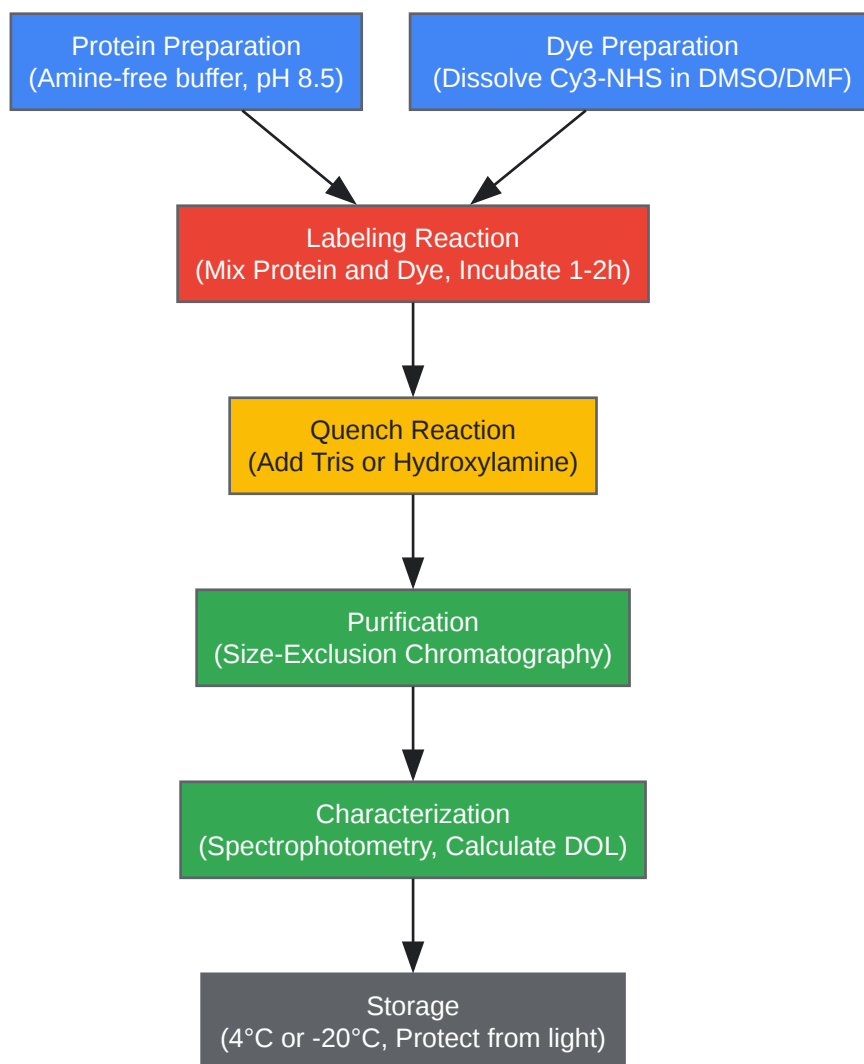 Protein Preparation
(Amine-free buffer, pH 8.5)
Dye Preparation
(Dissolve Cy3-NHS in DMSO/DMF)
Labeling Reaction
(Mix Protein and Dye, Incubate 1-2h)
Quench Reaction
(Add Tris or Hydroxylamine)
Purification
(Size-Exclusion Chromatography)
Characterization
(Spectrophotometry, Calculate DOL)
Storage
(4°C or -20°C, Protect from light)